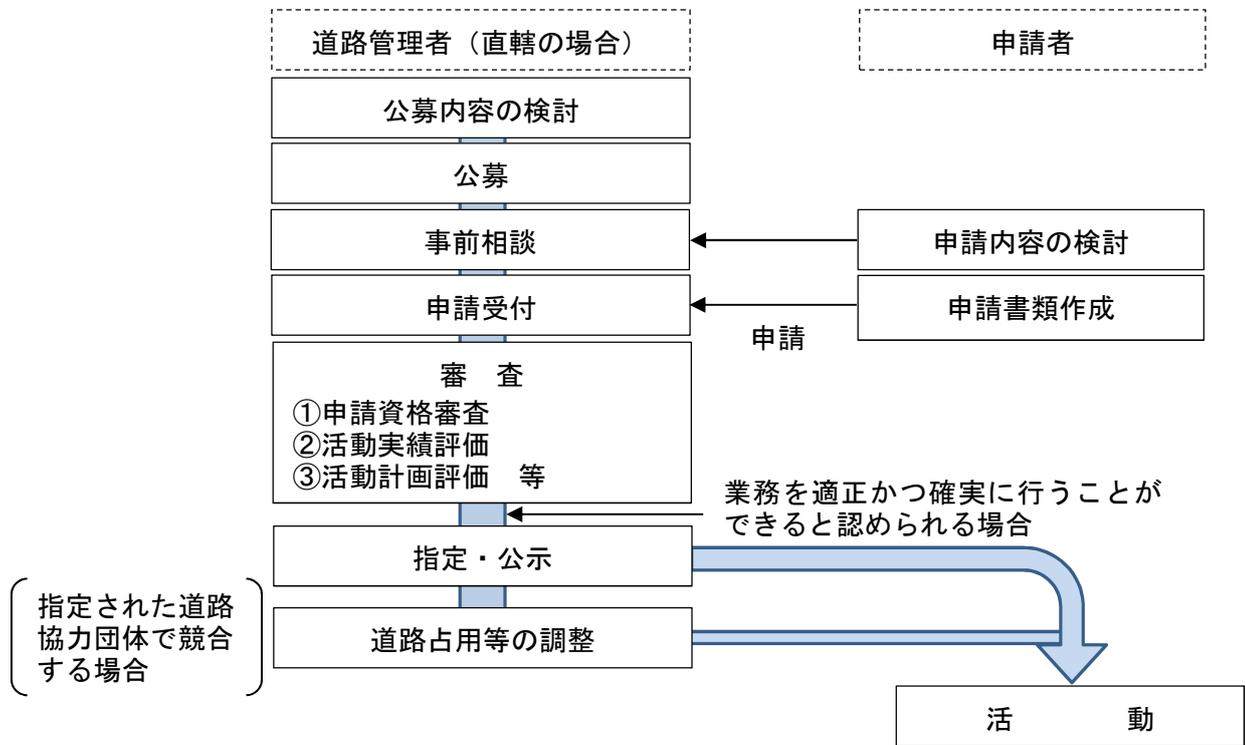 道路管理者（直轄の場合）
申請者
公募内容の検討
公募
事前相談
申請内容の検討
申請受付
申請書類作成
申請
審　査
①申請資格審査
②活動実績評価
③活動計画評価　等
業務を適正かつ確実に行うことが
できると認められる場合
指定・公示
指定された道路
協力団体で競合
する場合
道路占用等の調整
活　　　動